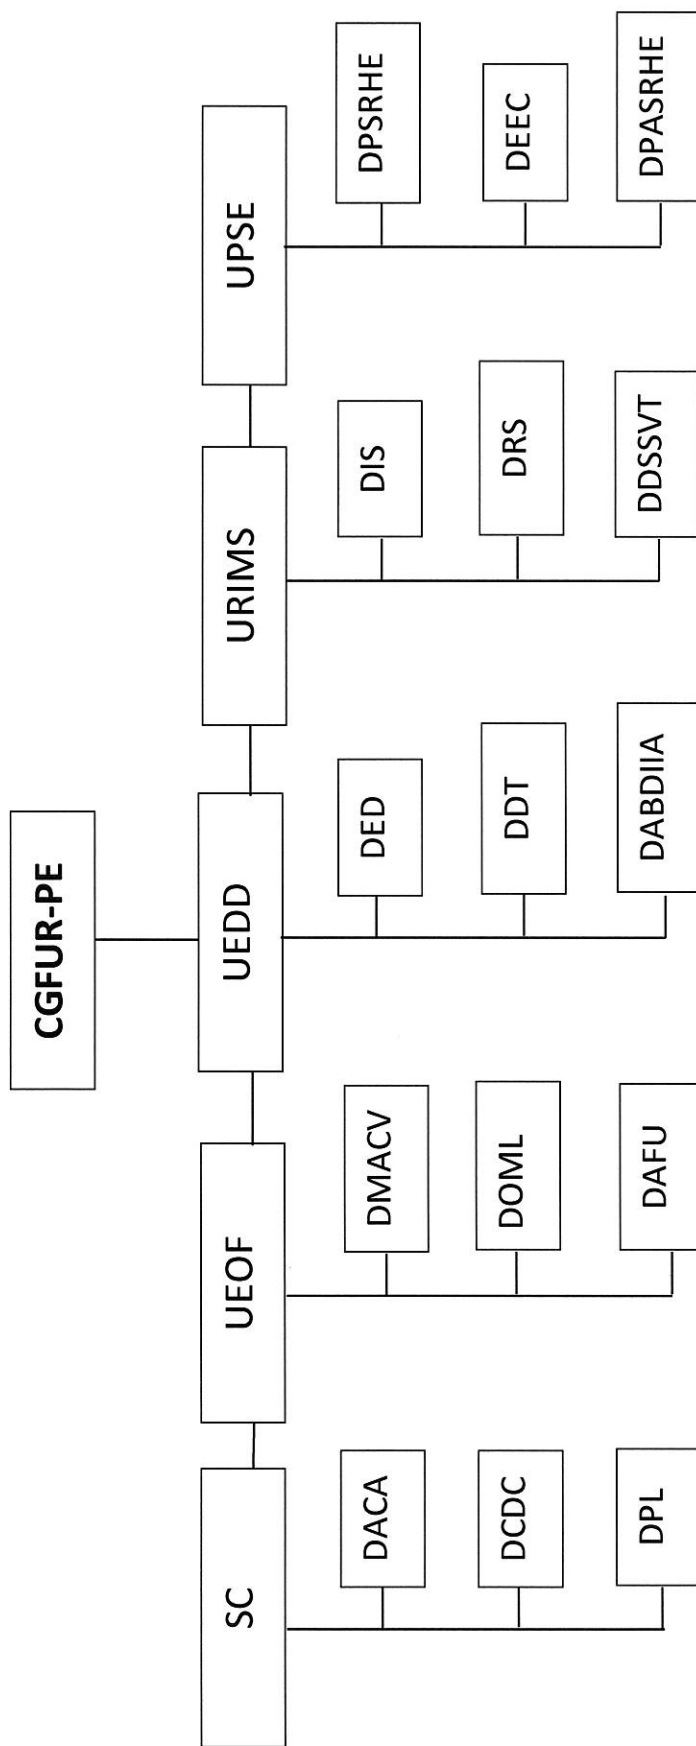 CGFUR-PE
SC
UEOF
UEDD
URIMS
UPSE
DACA
DMACV
DED
DIS
DPSRHE
DCDC
DOML
DDT
DRS
DEEC
DPL
DAFU
DABDIIA
DDSSVT
DPASRHE